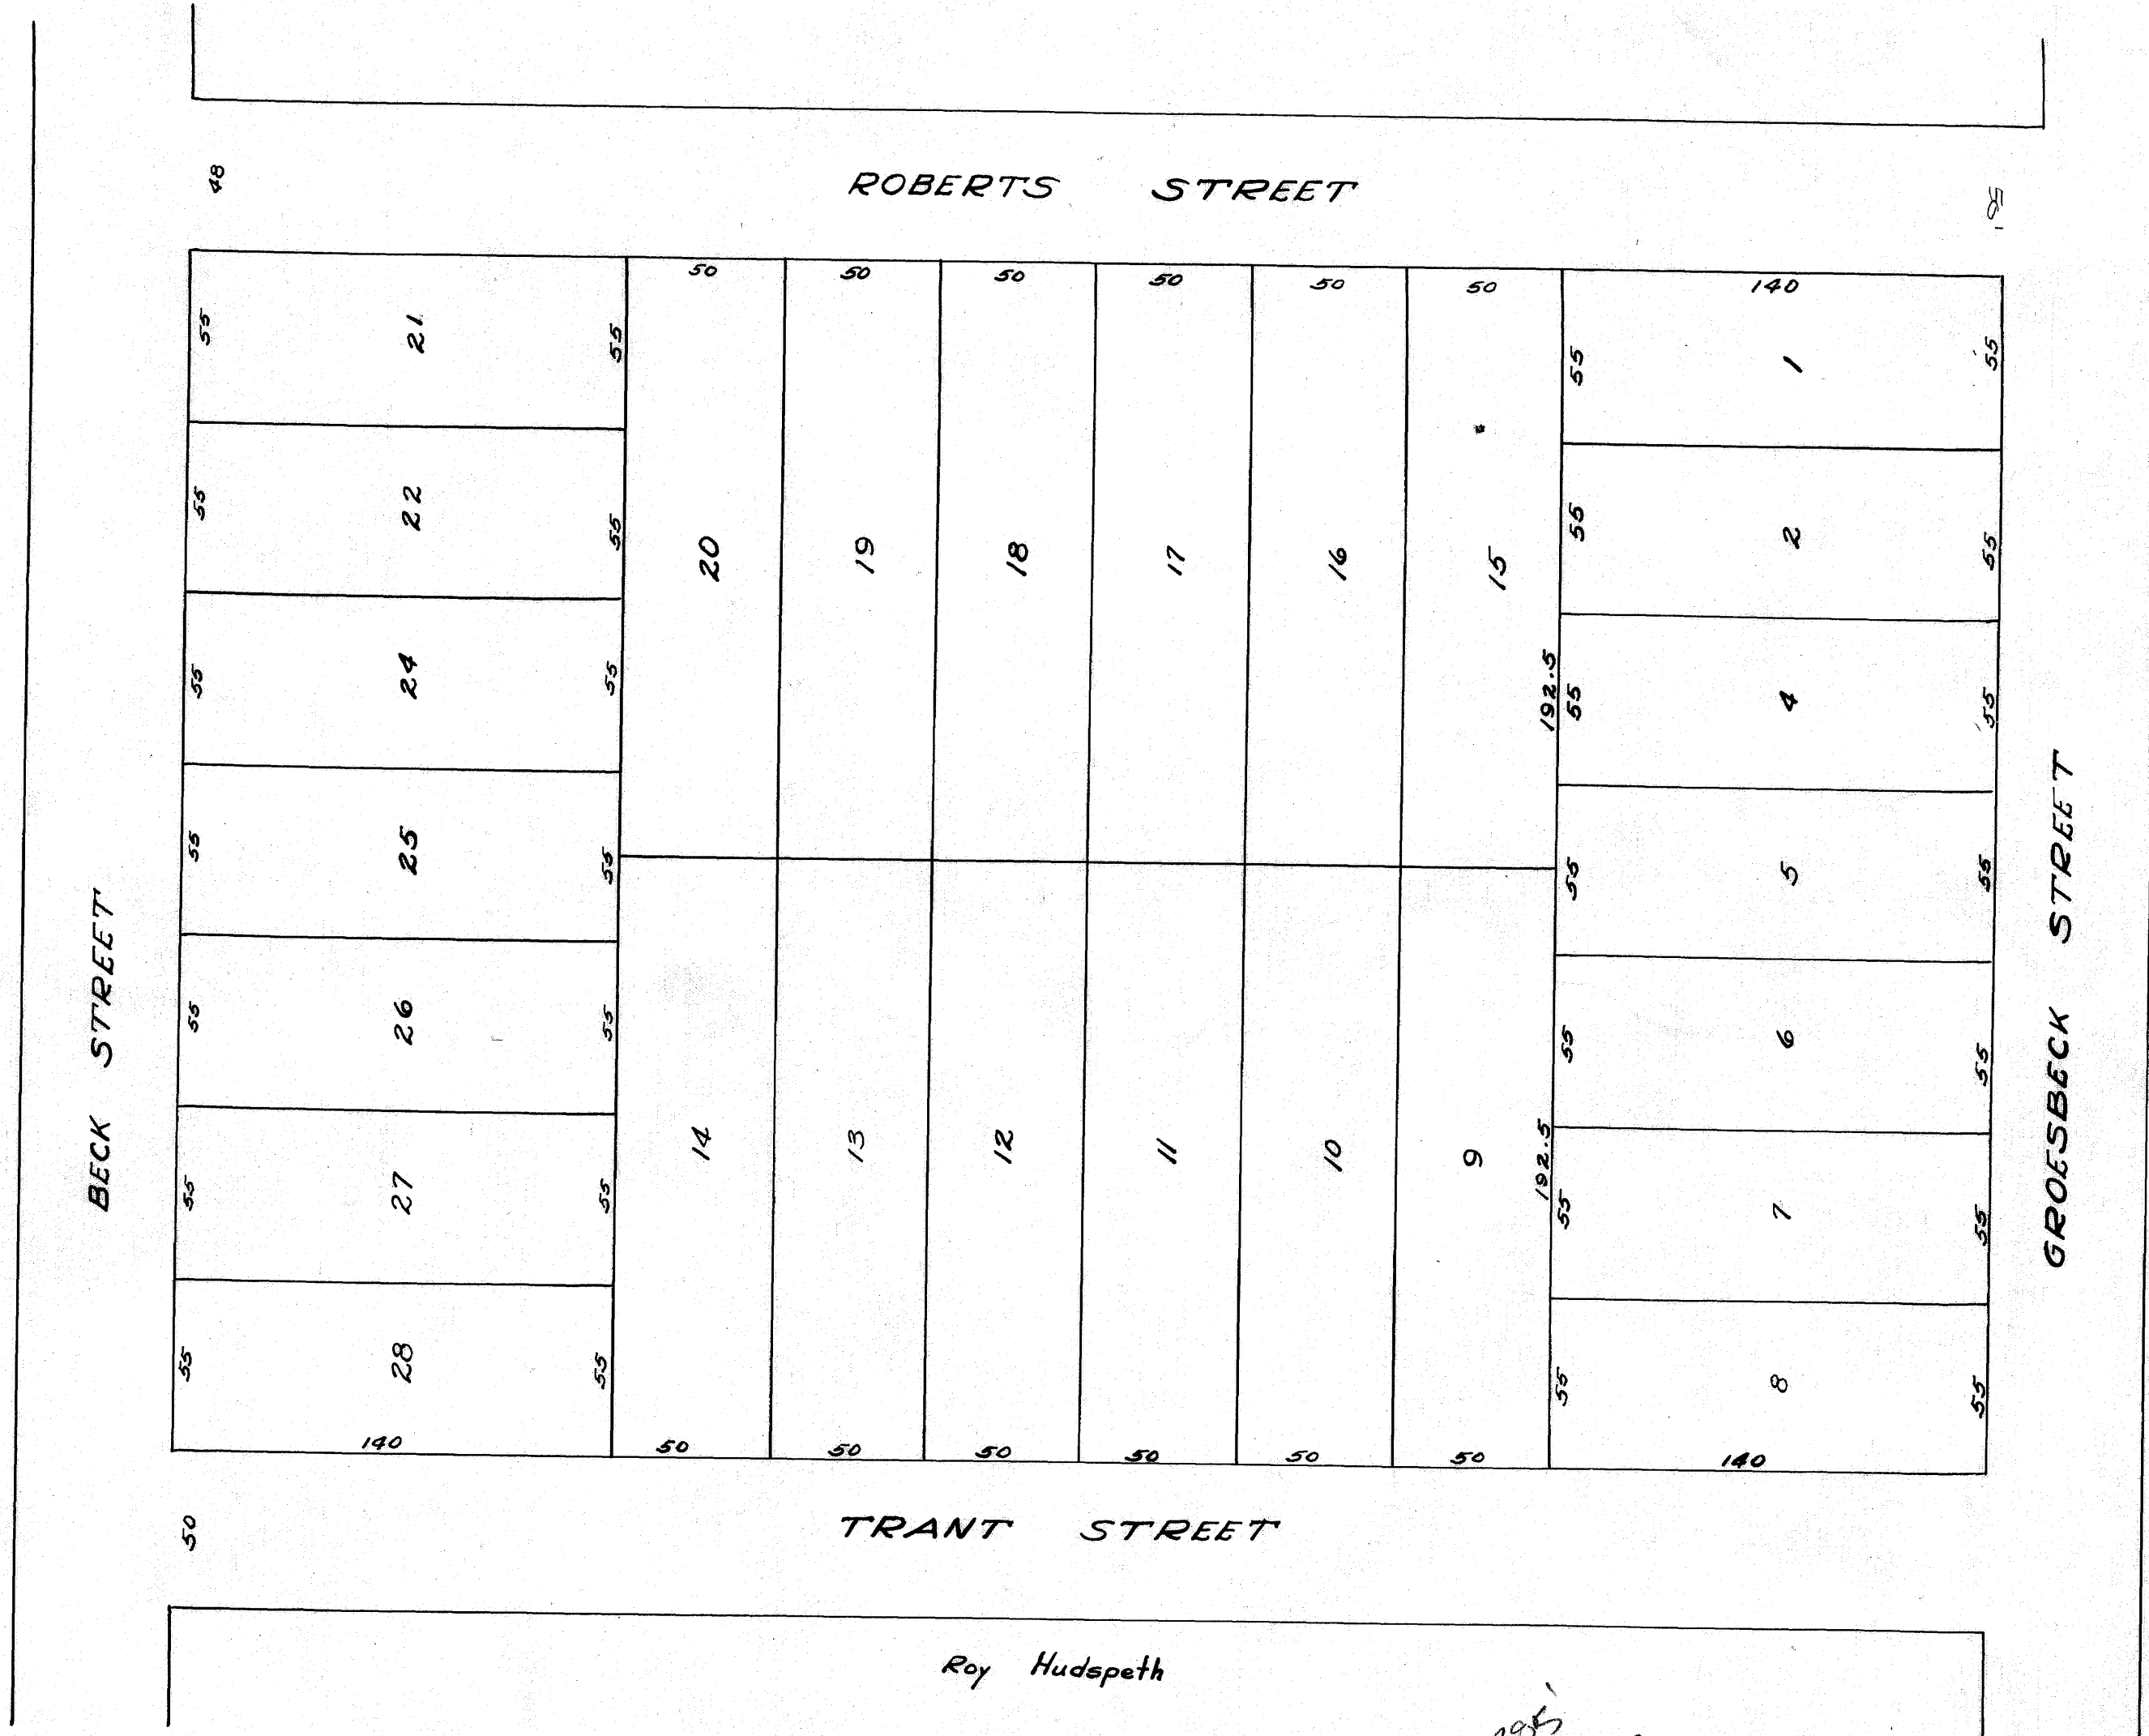 48
ROBERTS STREET
50 50 50 50 50 50 140
55 21 55
55 1 55
55 22 55
55 2 55
20 19 18 17 16 15
55 24 55
192.5
55 4 55
55 25 55
55 5 55
55 26 55
55 6 55
14 13 12 11 10 9
55 27 55
192.5
55 7 55
55 28 55
55 8 55
140 50 50 50 50 50 50 140
BECK STREET
GROESBECK STREET
50
TRANT STREET
Roy Hudspeth